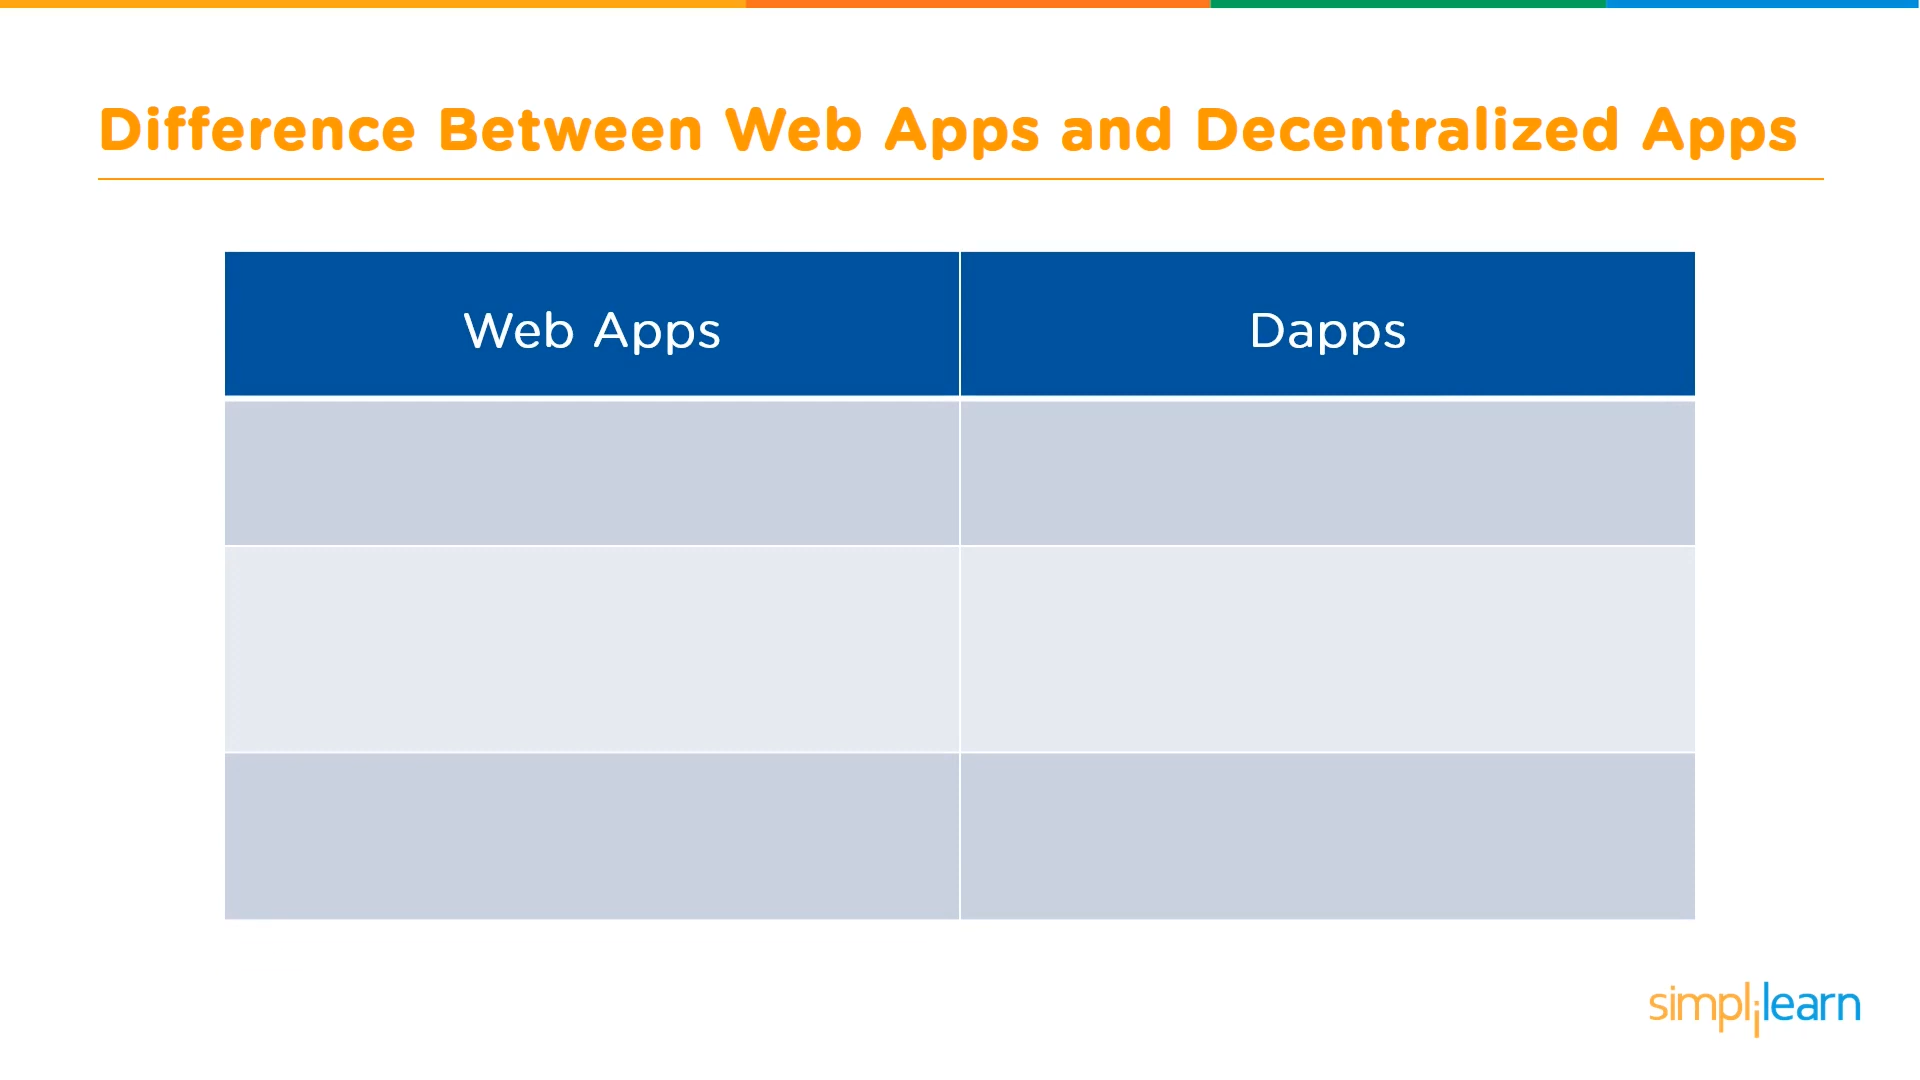 Difference Between Web Apps and Decentralized Apps
Web Apps
Dapps
simplilearn